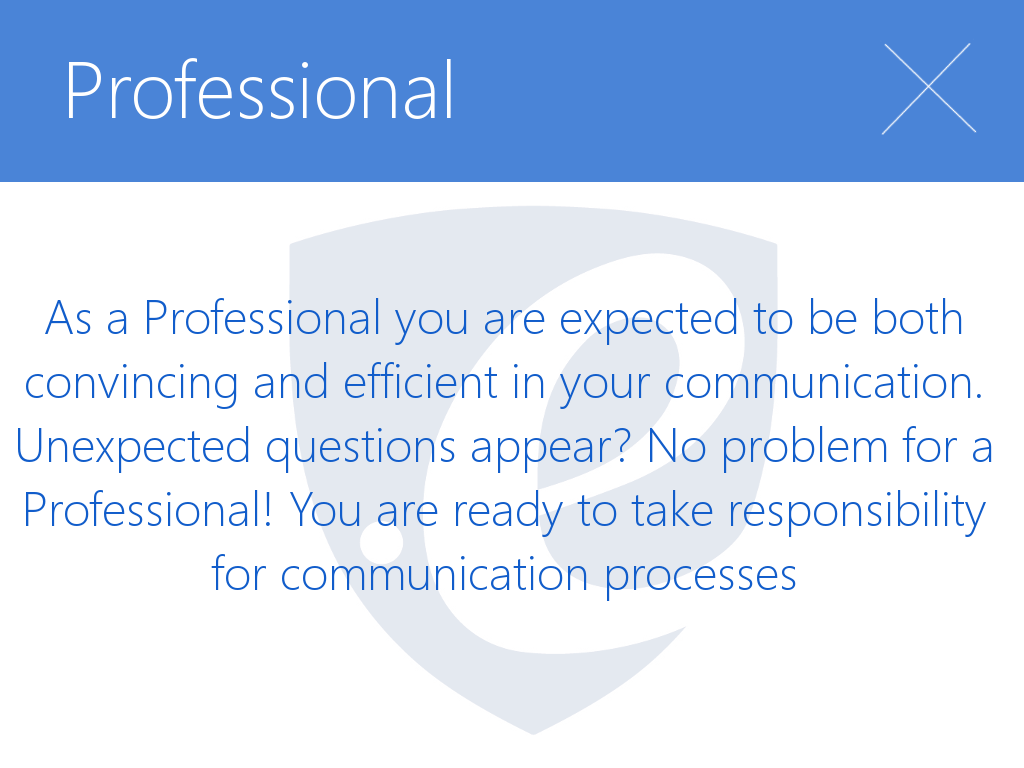 Professional
As a Professional you are expected to be both
convincing and efficient in your communication.
Unexpected questions appear? No problem for a
Professional! You are ready to take responsibility
for communication processes